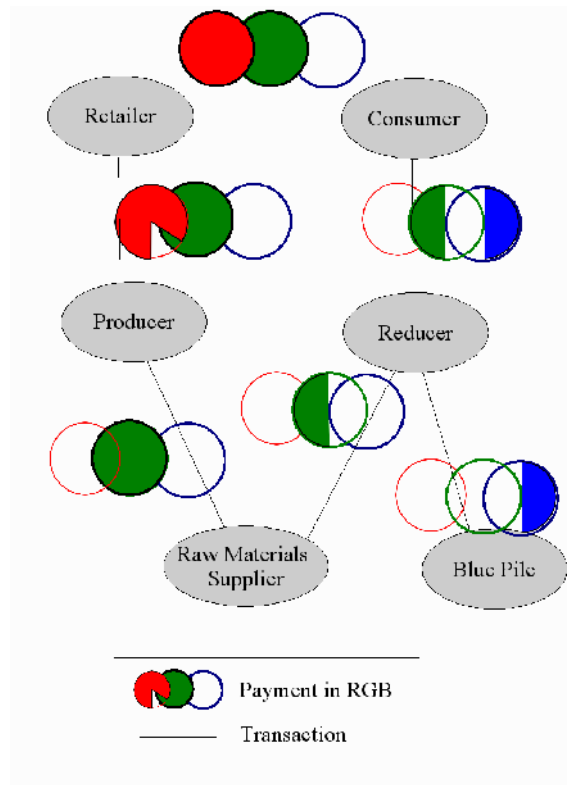 Retailer
Consumer
Producer
Reducer
Raw Materials
Supplier
Blue Pile
Payment in RGB
Transaction